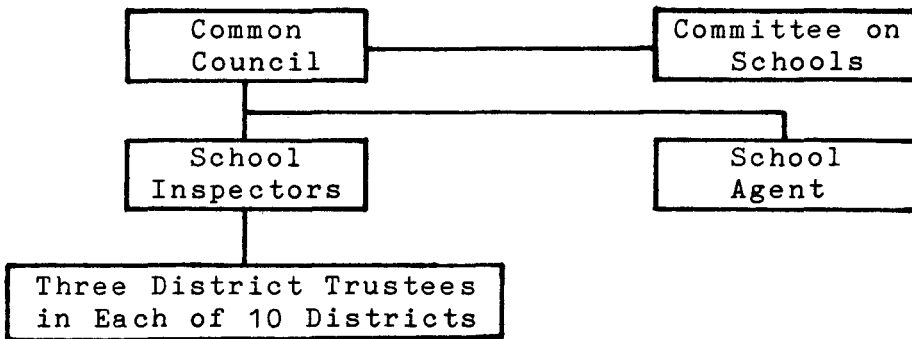 Common
Council
Committee on
Schools
School
Inspectors
School
Agent
Three District Trustees
in Each of 10 Districts